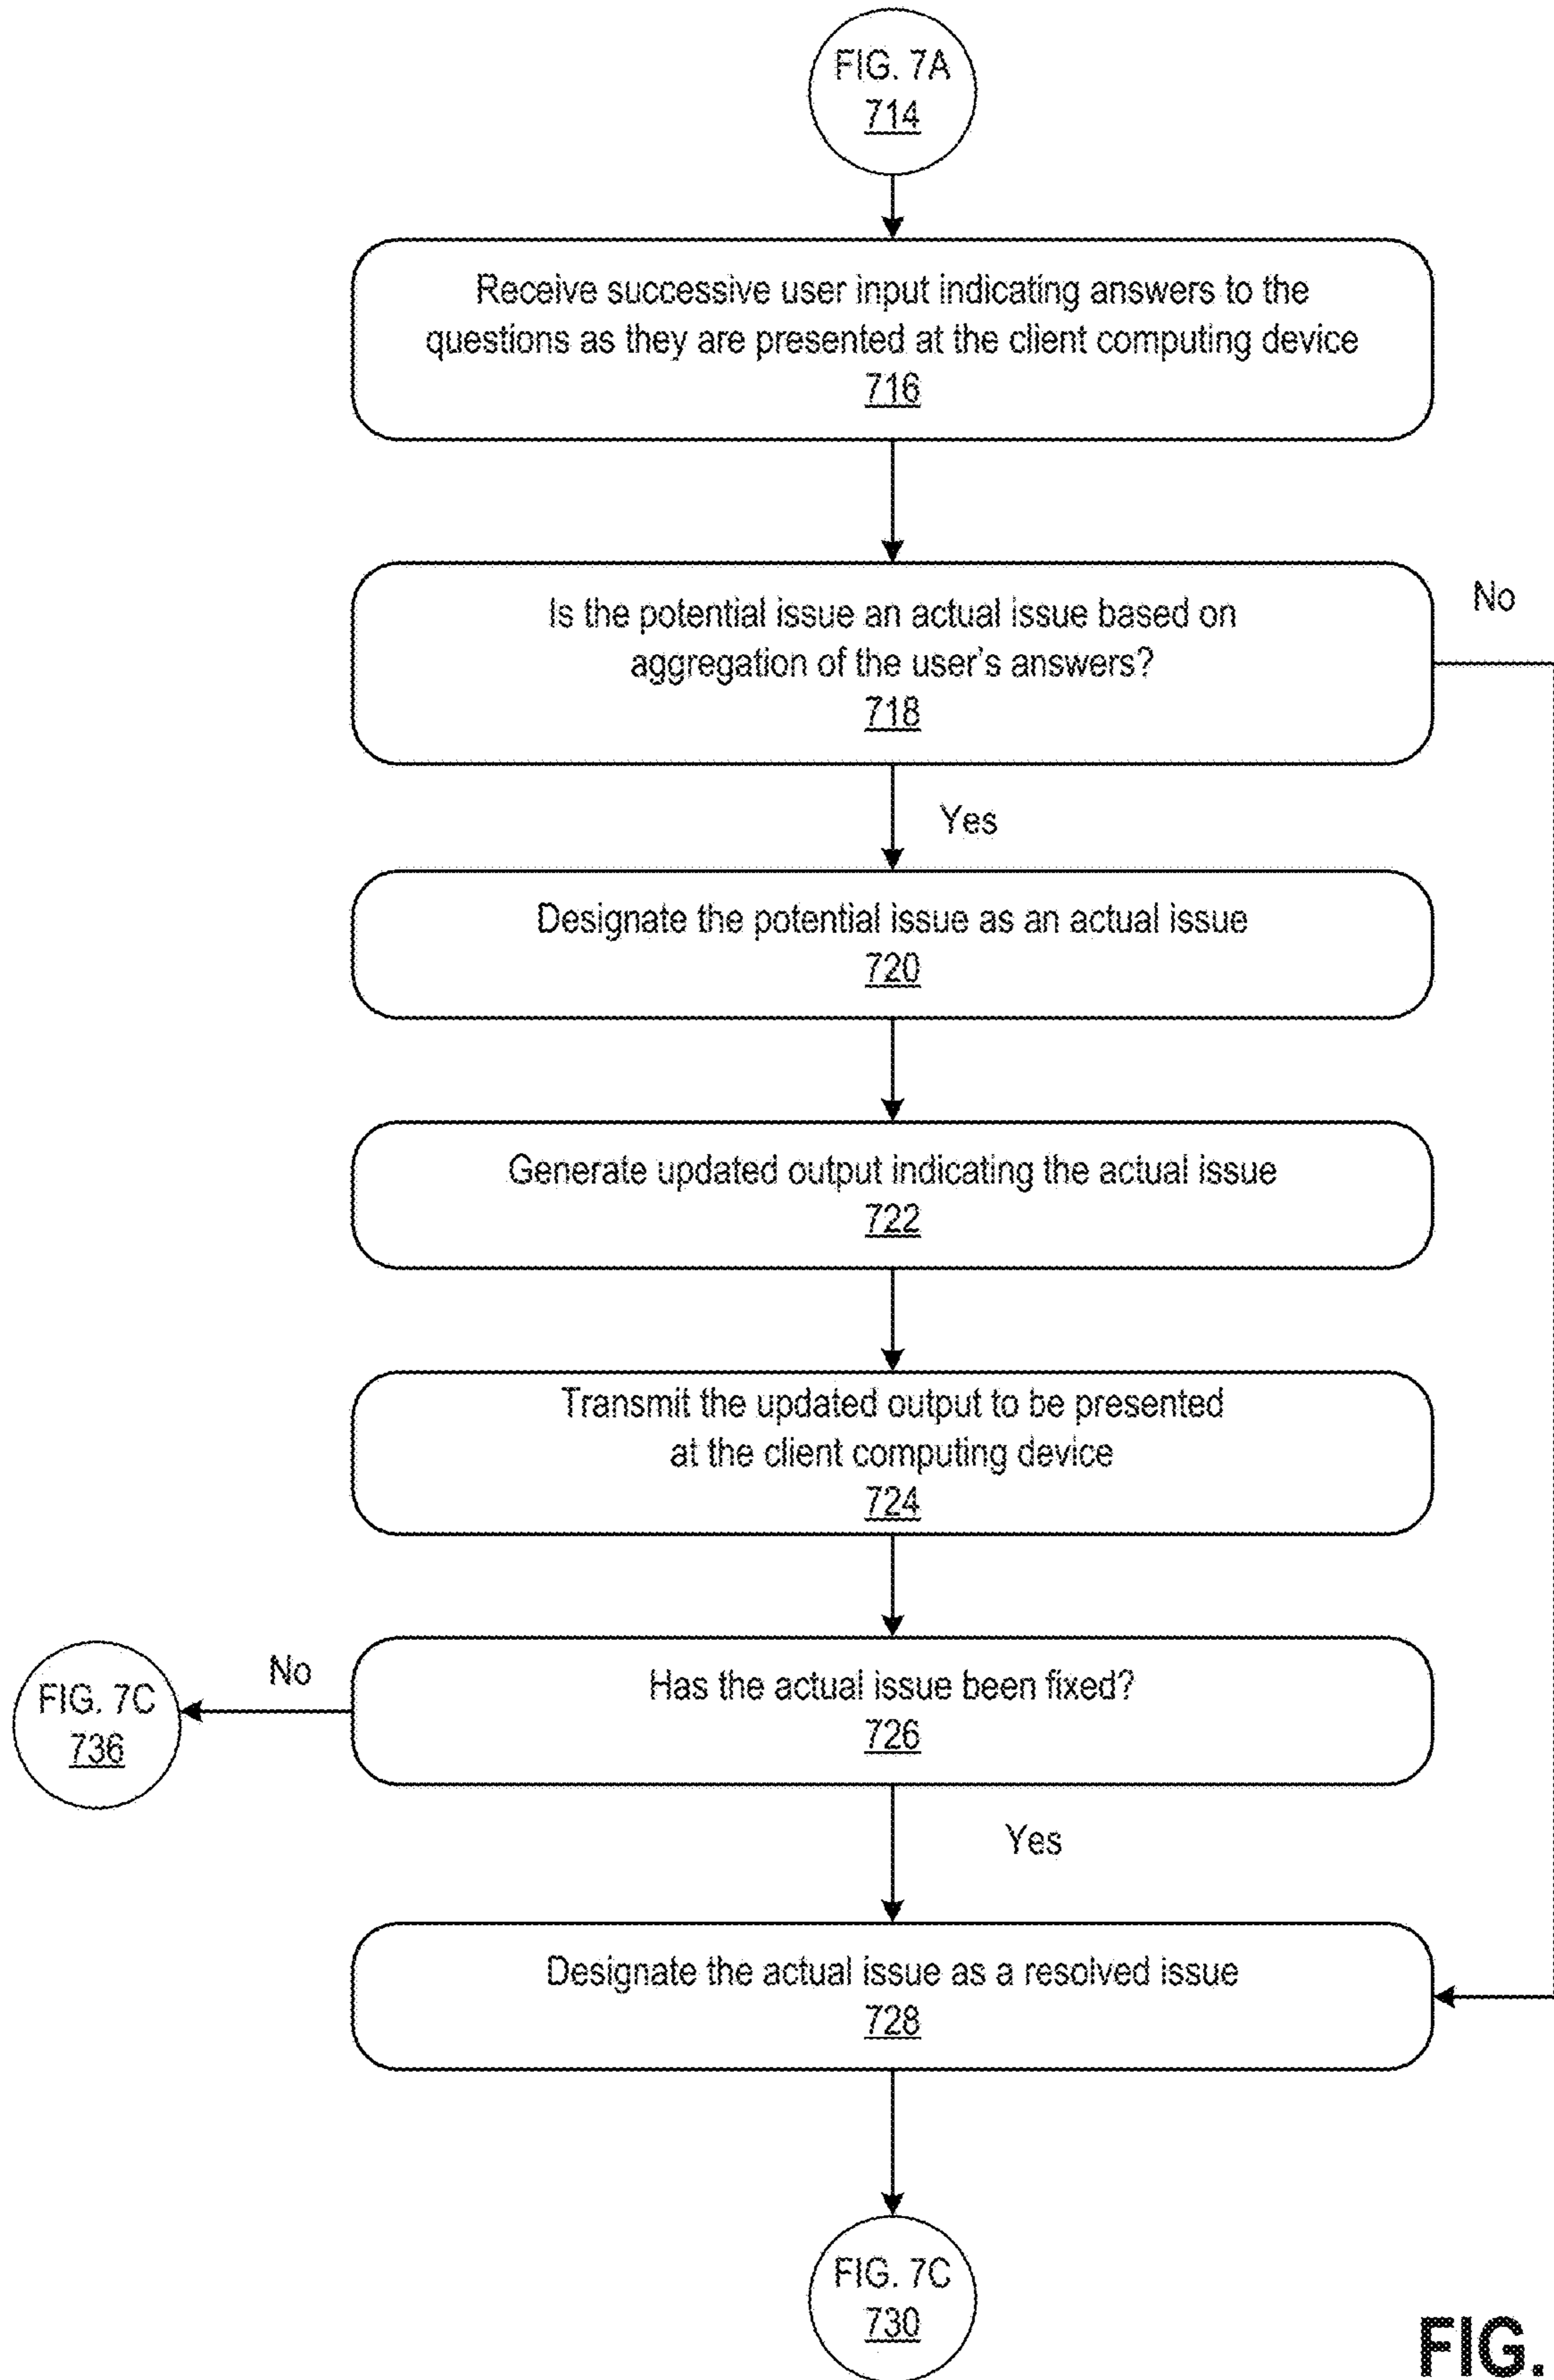 FIG. 7A
714
Receive successive user input indicating answers to the
questions as they are presented at the client computing device
716
Is the potential issue an actual issue based on
aggregation of the user's answers?
718
No
Yes
Designate the potential issue as an actual issue
720
Generate updated output indicating the actual issue
722
Transmit the updated output to be presented
at the client computing device
724
No
FIG. 7C
736
Has the actual issue been fixed?
726
Yes
Designate the actual issue as a resolved issue
728
FIG. 7C
730
FIG.